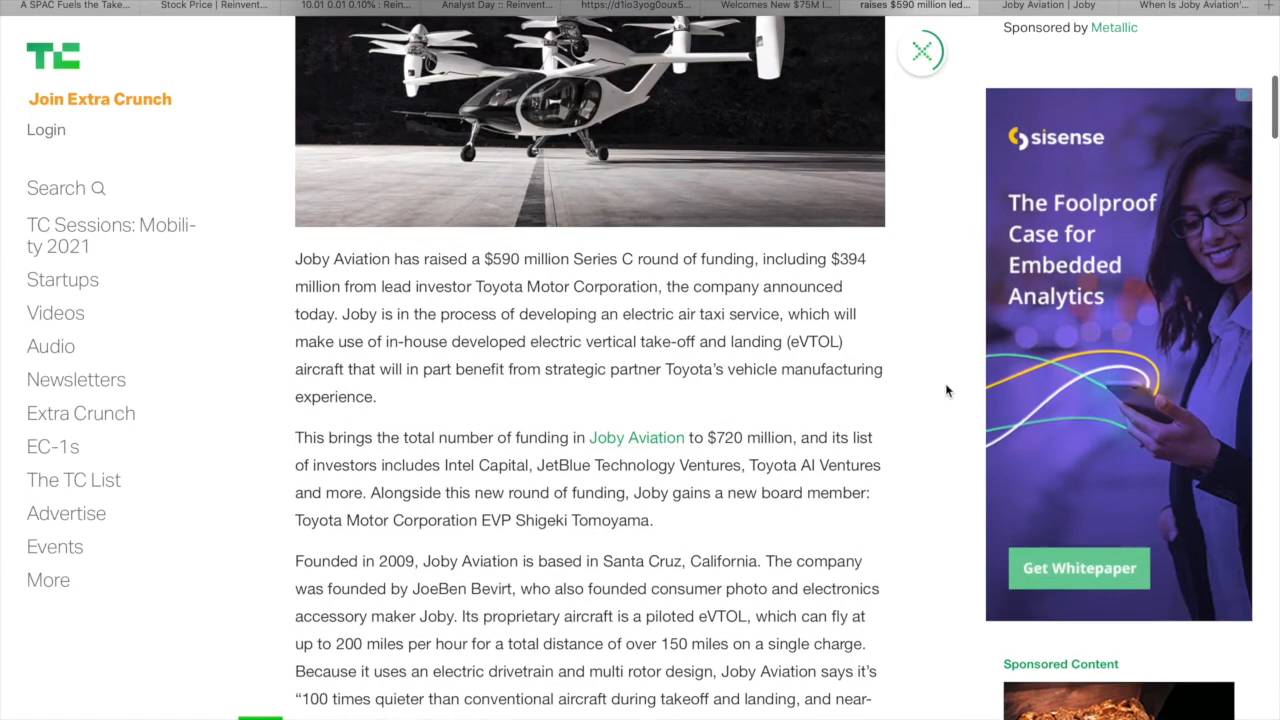 A SPAC Fuels the Take...
Stock Price | Reinvent...
10.01 0.01 0.10% : Rein...
Analyst Day :: Reinvent...
https://d1io3yog0oux5...
Welcomes New $75M I...
raises $590 million led...
Joby Aviation | Joby
When Is Joby Aviation'...
TC
Join Extra Crunch
Login
Search
TC Sessions: Mobili-
ty 2021
Startups
Videos
Audio
Newsletters
Extra Crunch
EC-1s
The TC List
Advertise
Events
More
Joby Aviation has raised a $590 million Series C round of funding, including $394
million from lead investor Toyota Motor Corporation, the company announced
today. Joby is in the process of developing an electric air taxi service, which will
make use of in-house developed electric vertical take-off and landing (eVTOL)
aircraft that will in part benefit from strategic partner Toyota's vehicle manufacturing
experience.
This brings the total number of funding in Joby Aviation to $720 million, and its list
of investors includes Intel Capital, JetBlue Technology Ventures, Toyota AI Ventures
and more. Alongside this new round of funding, Joby gains a new board member:
Toyota Motor Corporation EVP Shigeki Tomoyama.
Founded in 2009, Joby Aviation is based in Santa Cruz, California. The company
was founded by JoeBen Bevirt, who also founded consumer photo and electronics
accessory maker Joby. Its proprietary aircraft is a piloted eVTOL, which can fly at
up to 200 miles per hour for a total distance of over 150 miles on a single charge.
Because it uses an electric drivetrain and multi rotor design, Joby Aviation says it's
“100 times quieter than conventional aircraft during takeoff and landing, and near-
Sponsored by Metallic
sisense
The Foolproof
Case for
Embedded
Analytics
Get Whitepaper
Sponsored Content